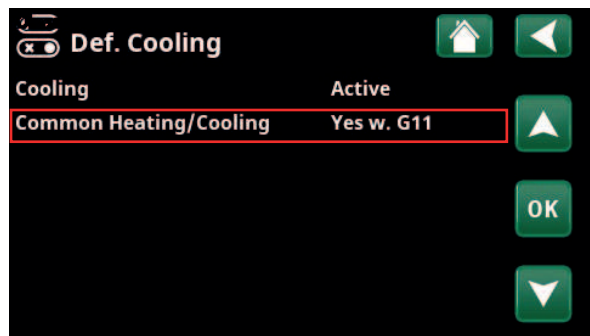 Def. Cooling
Cooling Active
Common Heating/Cooling Yes w. G11
OK